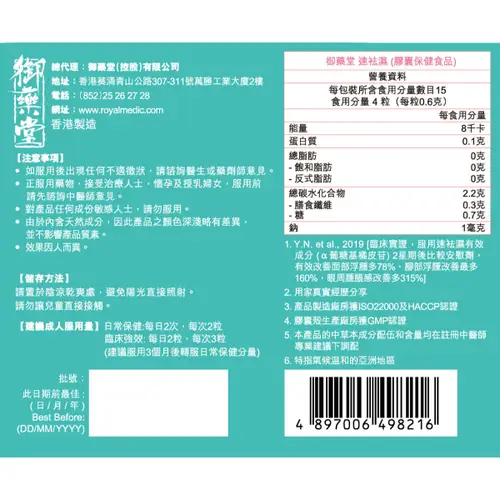 御藥堂
總代理：御藥堂(控股)有限公司
地址：香港葵涌青山公路307-311號萬勝工業大廈2樓
電話：(852)25 26 27 28
網址：www.royalmedic.com
香港製造
【注意事項】
• 如服用後出現任何不適徵狀，請諮詢醫生或藥劑師意見。
• 正服用藥物，接受治療人士，懷孕及授乳婦女，服用前
請先諮詢中醫師意見。
• 對產品任何成份敏感人士，請勿服用。
• 由於內含天然成分，因此產品之顏色深淺略有差異，
並不影響產品質素。
• 效果因人而異。
【儲存方法】
請置於陰涼乾爽處，避免陽光直接照射。
請勿讓兒童直接接觸。
【建議成人服用量】日常保健:每日2次，每次2粒
臨床強效: 每日2粒，每次3粒
(建議服用3個月後轉服日常保健分量)
批號：
此日期前最佳：
(日/月/年)
Best Before:
(DD/MM/YYYY)
御藥堂 速祛濕 (膠囊保健食品)
營養資料
每包裝所含食用分量數目15
食用分量 4 粒（每粒0.6克）
每食用分量
能量 8千卡
蛋白質 0.1克
總脂肪 0克
- 飽和脂肪 0克
- 反式脂肪 0克
總碳水化合物 2.2克
- 膳食纖維 0.3克
- 糖 0.7克
鈉 1毫克
1. Y.N. et al., 2019 [臨床實證，服用速祛濕有效
成分 (α葡糖基橘皮苷) 2星期後比較安慰劑，
有效改善面部浮腫多78%、腳部浮腫改善最多
160%，眼周腫脹感改善多315%]
2. 用家真實經歷分享
3. 產品製造廠房獲ISO22000及HACCP認證
4. 膠囊殼生產廠房獲GMP認證
5. 本產品的中草本成分配伍和含量均在註冊中醫師
專業建議下調配
6. 特指氣候溫和的亞洲地區
4 897006 498216